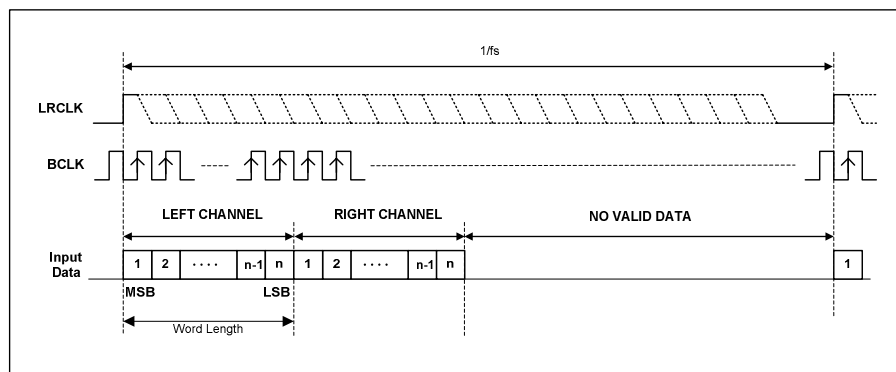 1/fs
LRCLK
BCLK
LEFT CHANNEL RIGHT CHANNEL NO VALID DATA
Input Data
1 2 · · · · n-1 n 1 2 · · · · n-1 n 1
MSB LSB
Word Length